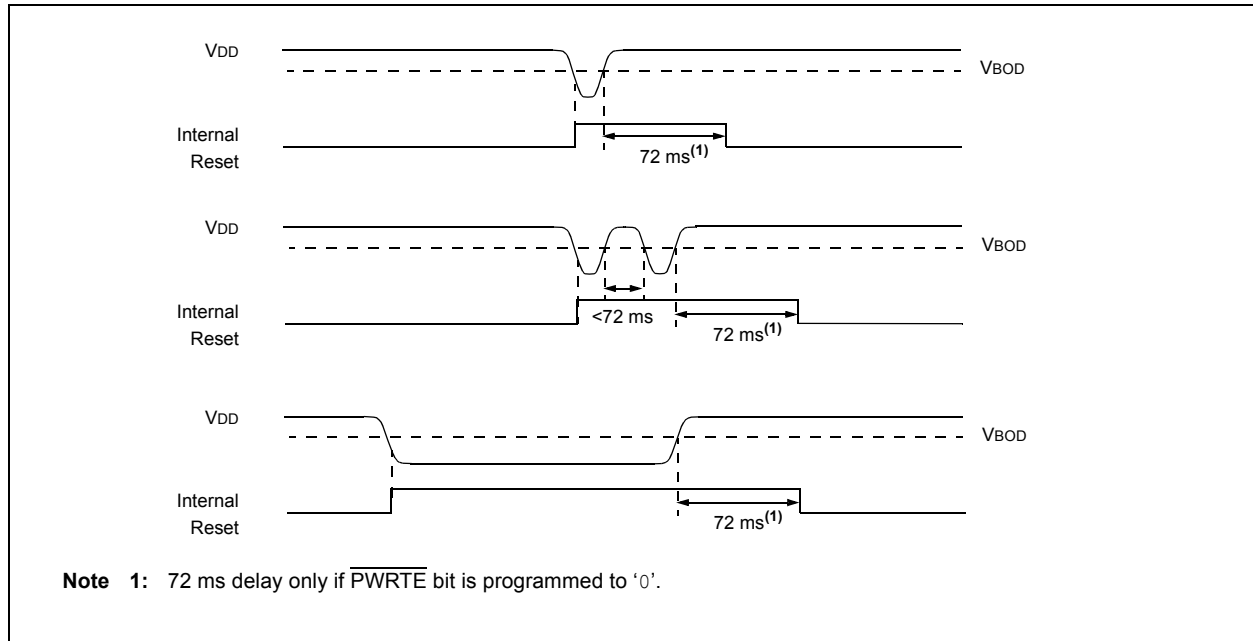 VDD
VBOD
Internal
Reset
72 ms(1)
VDD
VBOD
Internal
Reset
<72 ms
72 ms(1)
VDD
VBOD
Internal
Reset
72 ms(1)
Note 1: 72 ms delay only if PWRTE bit is programmed to ‘0’.